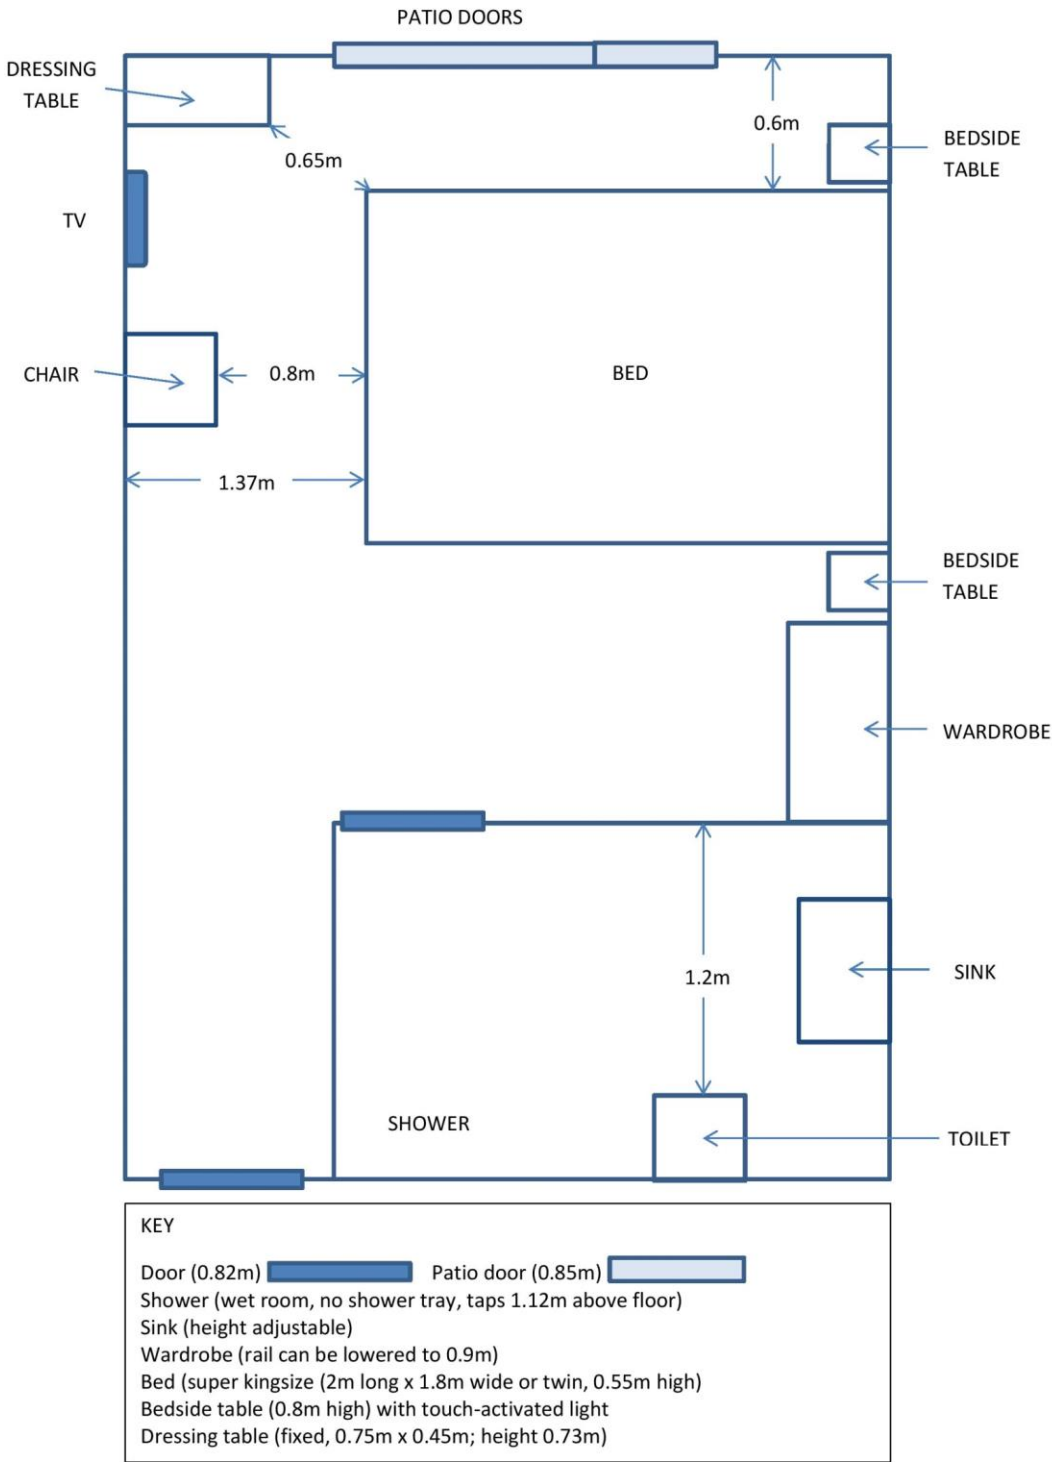 PATIO DOORS
DRESSING
TABLE
0.6m
BEDSIDE
TABLE
0.65m
TV
CHAIR
0.8m
BED
1.37m
BEDSIDE
TABLE
WARDROBE
SINK
1.2m
SHOWER
TOILET
KEY
Door (0.82m) Patio door (0.85m)
Shower (wet room, no shower tray, taps 1.12m above floor)
Sink (height adjustable)
Wardrobe (rail can be lowered to 0.9m)
Bed (super kingsize (2m long x 1.8m wide or twin, 0.55m high)
Bedside table (0.8m high) with touch-activated light
Dressing table (fixed, 0.75m x 0.45m; height 0.73m)